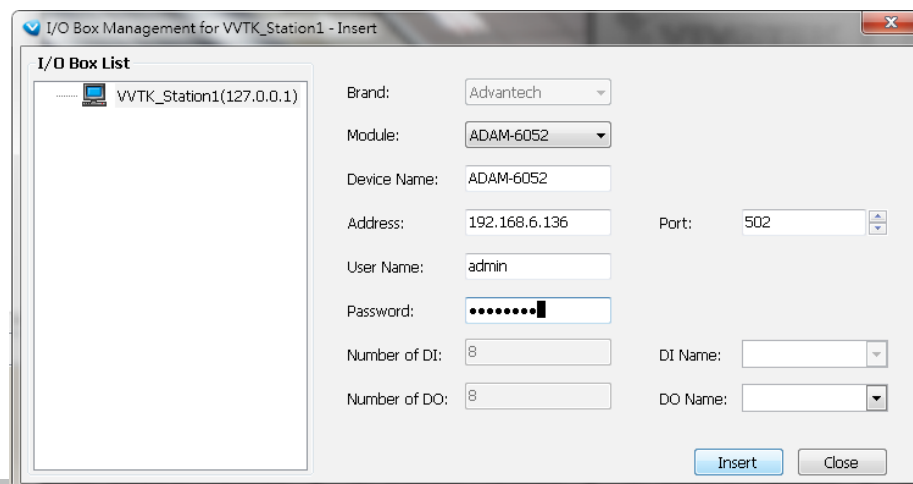 I/O Box Management for VVTK_Station1 - Insert
I/O Box List
VVTK_Station1(127.0.0.1)
Brand: Advantech
Module: ADAM-6052
Device Name: ADAM-6052
Address: 192.168.6.136 Port: 502
User Name: admin
Password: ••••••••
Number of DI: 8 DI Name:
Number of DO: 8 DO Name:
Insert Close